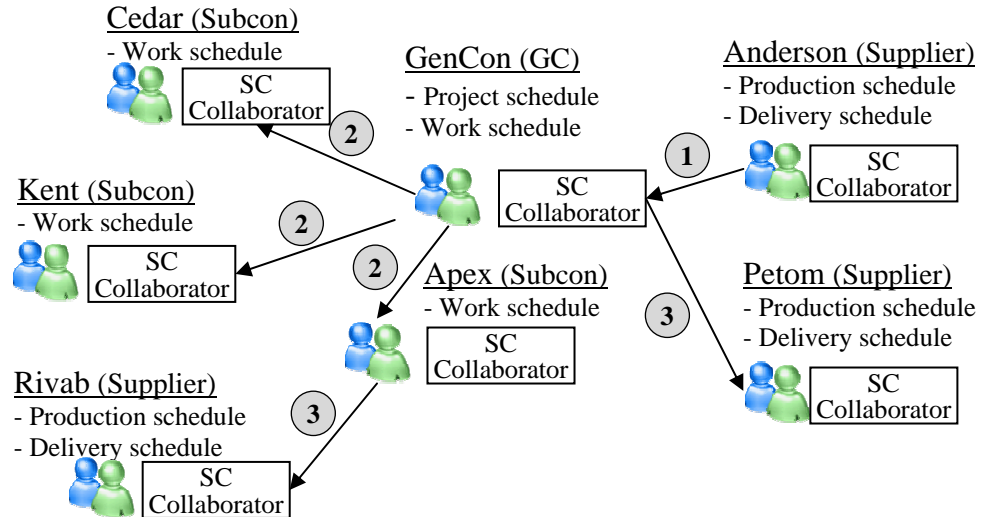 Cedar (Subcon)
- Work schedule
SC
Collaborator
GenCon (GC)
- Project schedule
- Work schedule
SC
Collaborator
Anderson (Supplier)
- Production schedule
- Delivery schedule
SC
Collaborator
1
2
Kent (Subcon)
- Work schedule
SC
Collaborator
2
2
Apex (Subcon)
- Work schedule
SC
Collaborator
Petom (Supplier)
- Production schedule
- Delivery schedule
SC
Collaborator
3
Rivab (Supplier)
- Production schedule
- Delivery schedule
SC
Collaborator
3